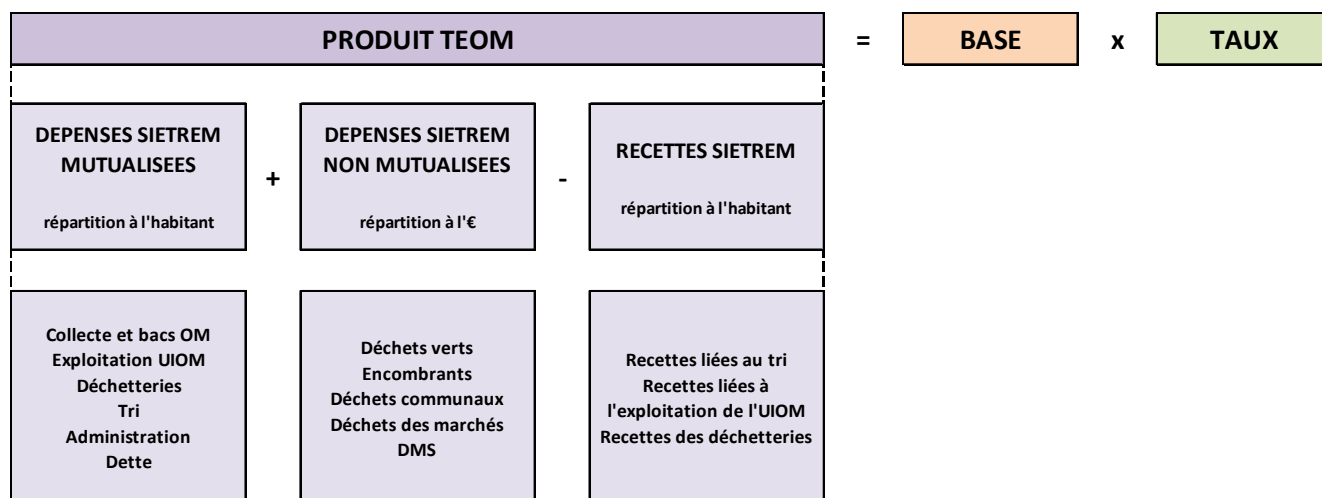 PRODUIT TEOM = BASE x TAUX
DEPENSES SIETREM
MUTUALISEES
répartition à l'habitant
+
DEPENSES SIETREM
NON MUTUALISEES
répartition à l'€
-
RECETTES SIETREM
répartition à l'habitant
Collecte et bacs OM
Exploitation UIOM
Déchetteries
Tri
Administration
Dette
Déchets verts
Encombrants
Déchets communaux
Déchets des marchés
DMS
Recettes liées au tri
Recettes liées à
l'exploitation de l'UIOM
Recettes des déchetteries